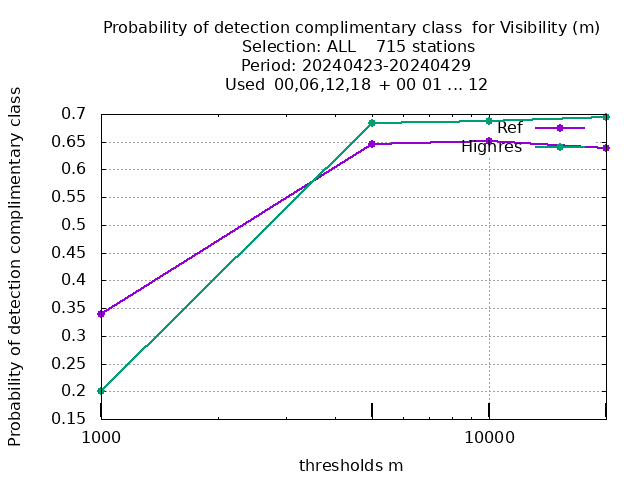 Probability of detection complimentary class  for Visibility (m)
Selection: ALL    715 stations
Period: 20240423-20240429
Used  00,06,12,18  + 00 01 ... 12
Probability of detection complimentary class
0.7
0.65
0.6
0.55
0.5
0.45
0.4
0.35
0.3
0.25
0.2
0.15
Ref
Highres
1000
10000
thresholds m